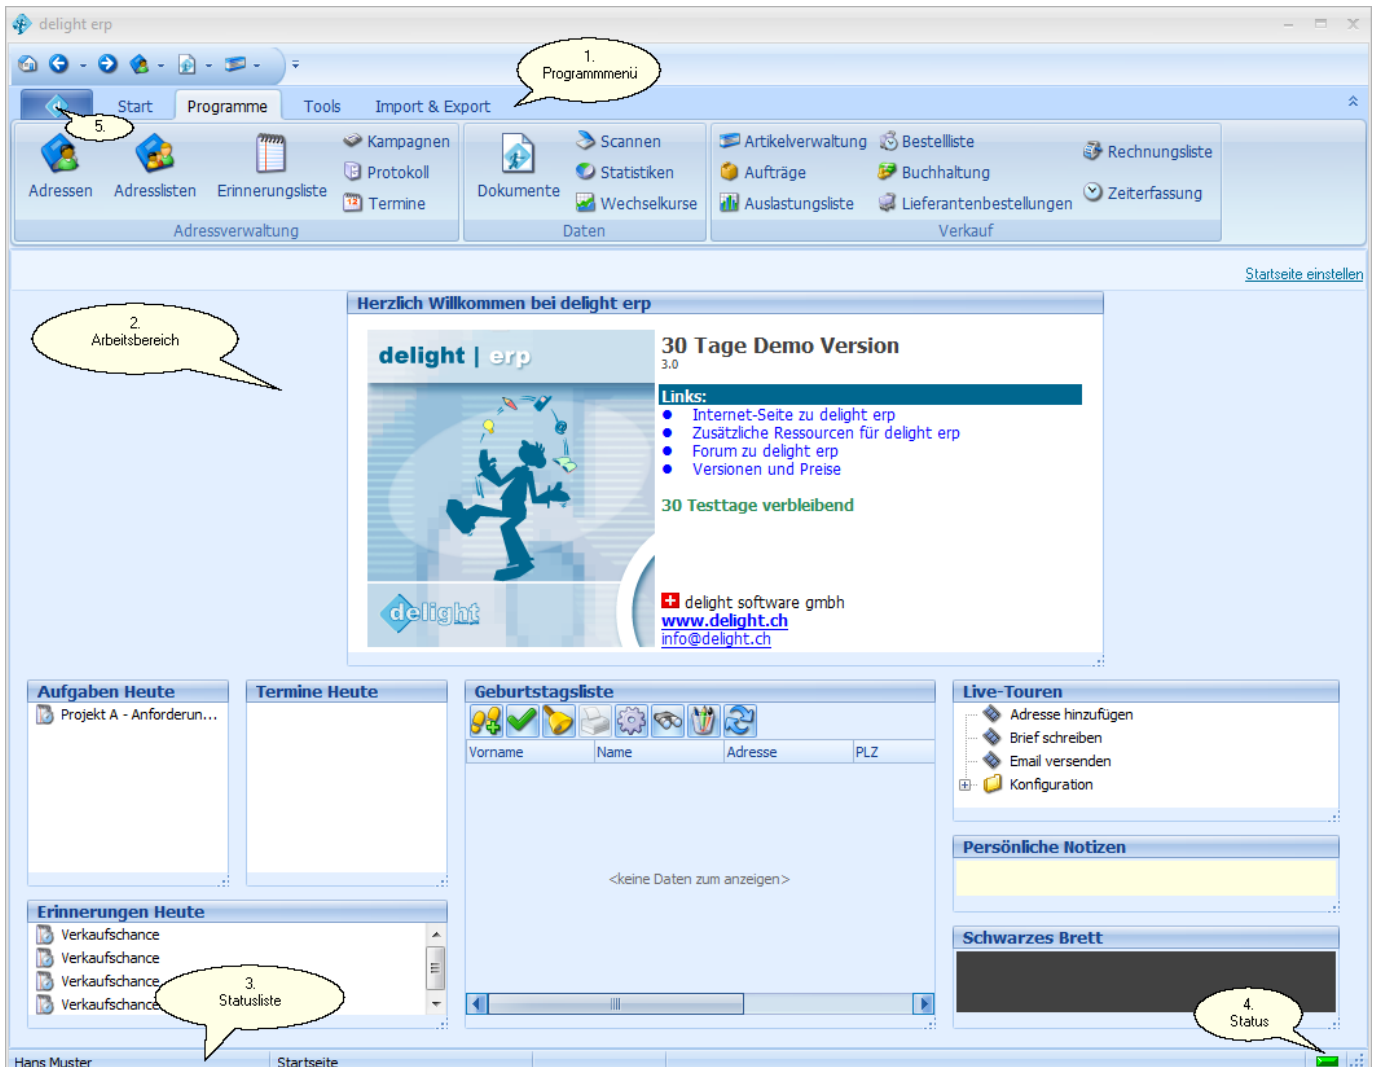 delight erp
1.
Programmmenü
Start
Programme
Tools
Import & Export
5.
Adressen
Adresslisten
Erinnerungsliste
Kampagnen
Protokoll
Termine
Adressverwaltung
Dokumente
Scannen
Statistiken
Wechselkurse
Daten
Artikelverwaltung
Aufträge
Auslastungsliste
Bestellliste
Buchhaltung
Lieferantenbestellungen
Rechnungsliste
Zeiterfassung
Verkauf
Startseite einstellen
2.
Arbeitsbereich
Herzlich Willkommen bei delight erp
delight | erp
delight
30 Tage Demo Version
3.0
Links:
Internet-Seite zu delight erp
Zusätzliche Ressourcen für delight erp
Forum zu delight erp
Versionen und Preise
30 Testtage verbleibend
delight software gmbh
www.delight.ch
info@delight.ch
Aufgaben Heute
Projekt A - Anforderun...
Termine Heute
Geburtstagsliste
Vorname Name Adresse PLZ
<keine Daten zum anzeigen>
Live-Touren
Adresse hinzufügen
Brief schreiben
Email versenden
Konfiguration
Persönliche Notizen
Schwarzes Brett
Erinnerungen Heute
Verkaufschance
Verkaufschance
Verkaufschance
Verkaufschance
3.
Statusliste
4.
Status
Hans Muster
Startseite